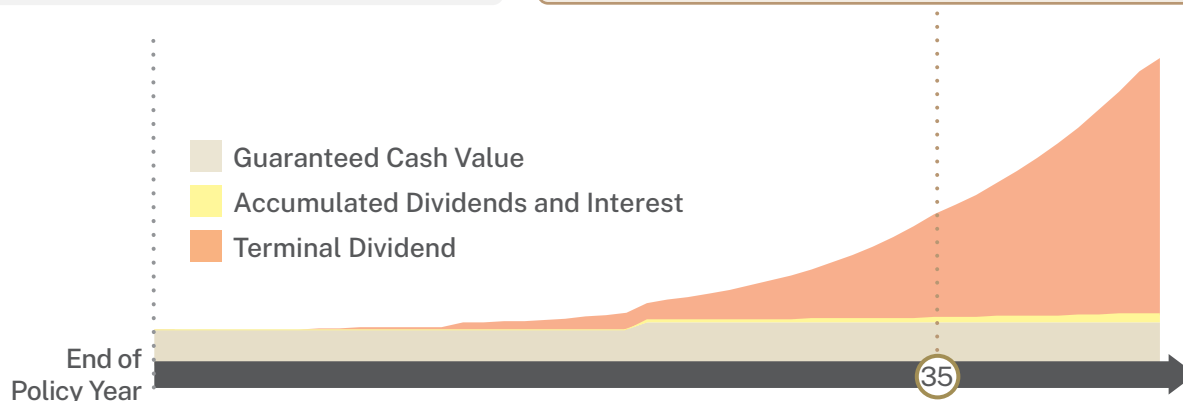 Guaranteed Cash Value
Accumulated Dividends and Interest
Terminal Dividend
End of
Policy Year
35